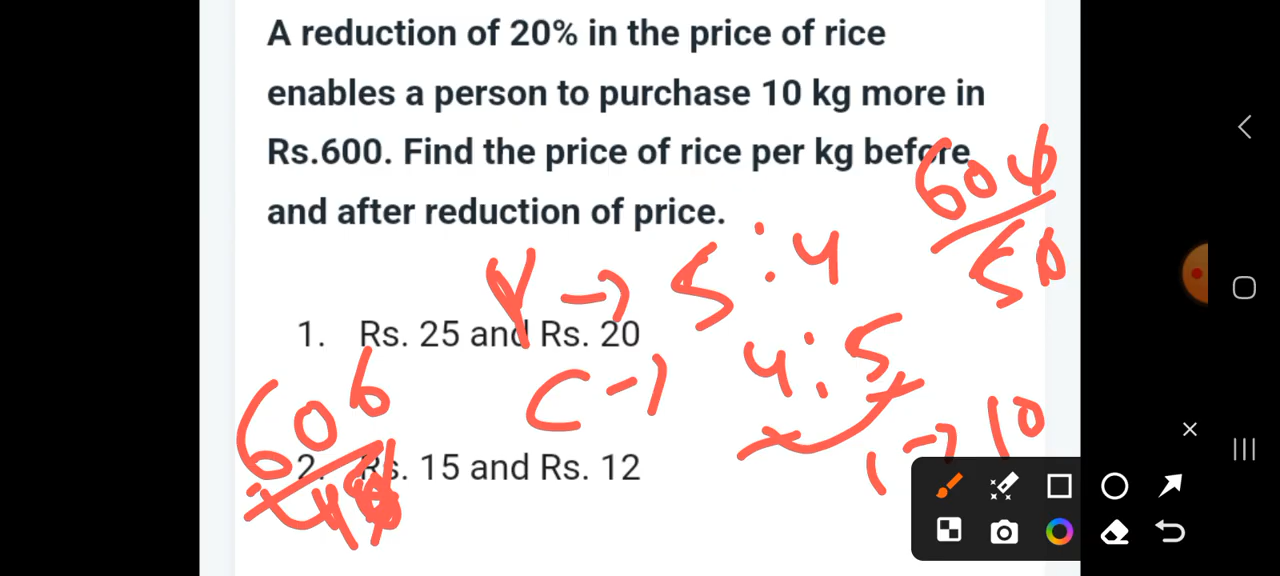 A reduction of 20% in the price of rice
enables a person to purchase 10 kg more in
Rs.600. Find the price of rice per kg before
and after reduction of price.
600
50
→ 5 : 4
1. Rs. 25 and Rs. 20
C → 4 : 5
1 → 10
600
40
2. Rs. 15 and Rs. 12